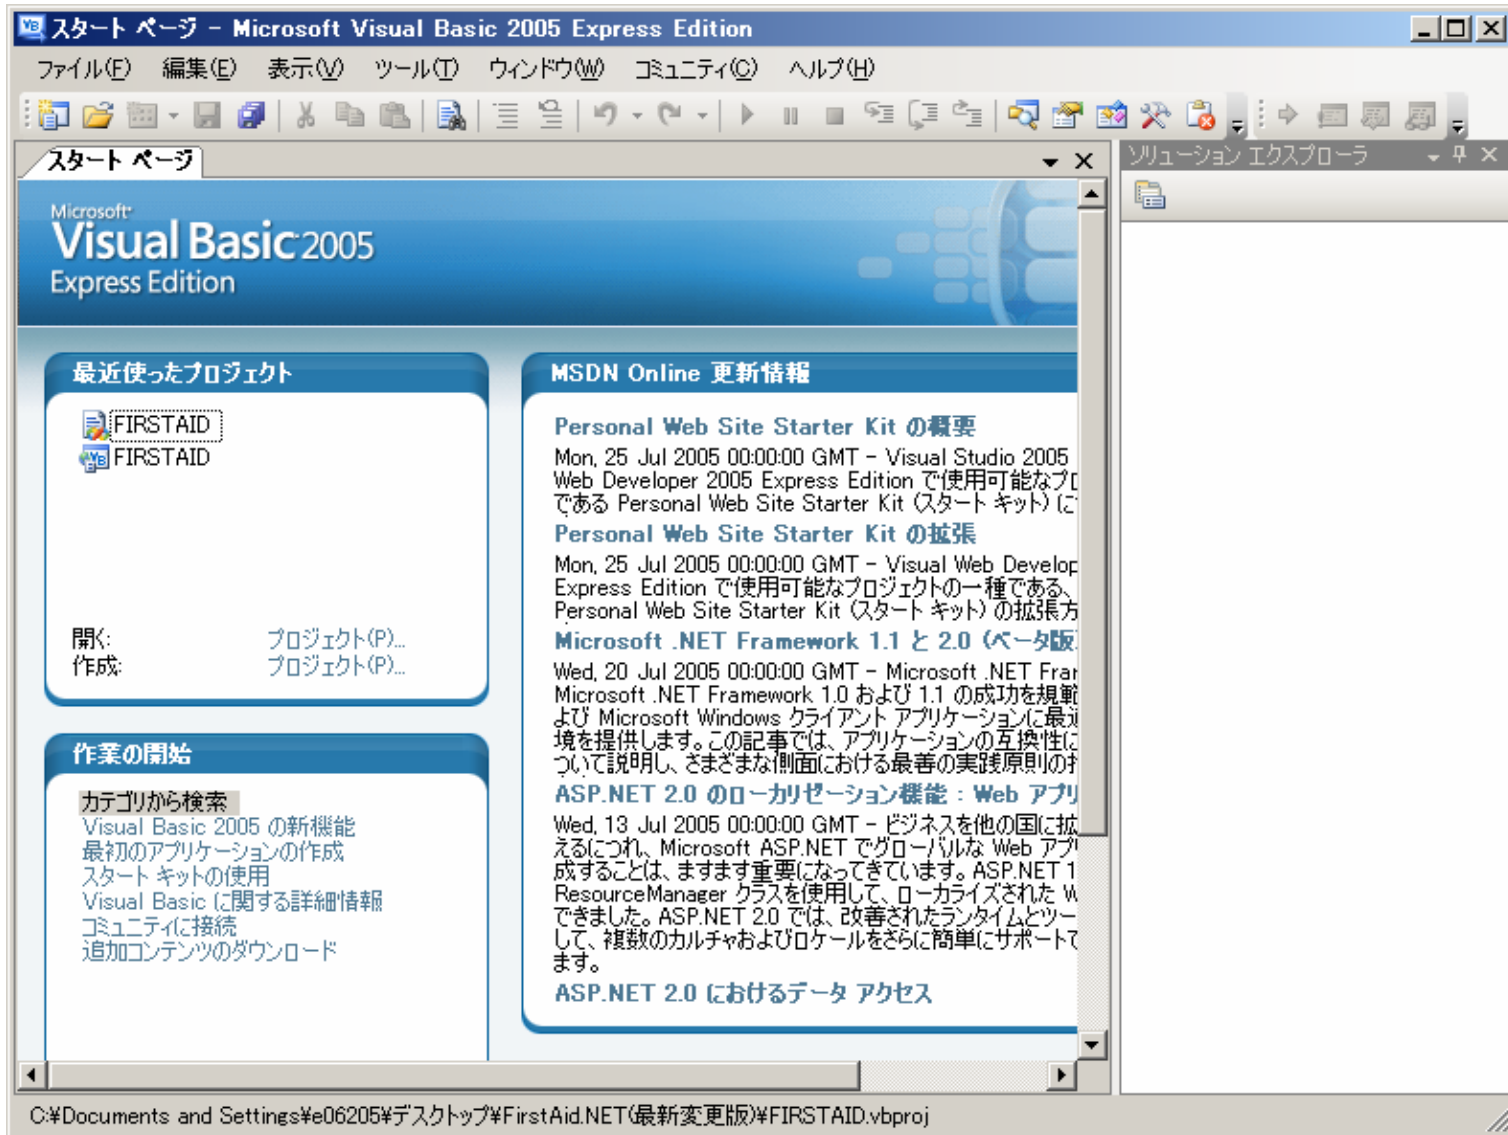 スタート ページ - Microsoft Visual Basic 2005 Express Edition
ファイル(F) 編集(E) 表示(V) ツール(T) ウィンドウ(W) コミュニティ(C) ヘルプ(H)
スタート ページ
ソリューション エクスプローラ
Microsoft
Visual Basic 2005
Express Edition
最近使ったプロジェクト
FIRSTAID
FIRSTAID
開く: プロジェクト(P)...
作成: プロジェクト(P)...
作業の開始
カテゴリから検索
Visual Basic 2005 の新機能
最初のアプリケーションの作成
スタート キットの使用
Visual Basic に関する詳細情報
コミュニティに接続
追加コンテンツのダウンロード
MSDN Online 更新情報
Personal Web Site Starter Kit の概要
Mon, 25 Jul 2005 00:00:00 GMT - Visual Studio 2005
Web Developer 2005 Express Edition で使用可能なプロ
である Personal Web Site Starter Kit (スタート キット) に
Personal Web Site Starter Kit の拡張
Mon, 25 Jul 2005 00:00:00 GMT - Visual Web Develop
Express Edition で使用可能なプロジェクトの一種である、
Personal Web Site Starter Kit (スタート キット) の拡張方
Microsoft .NET Framework 1.1 と 2.0 (ベータ版
Wed, 20 Jul 2005 00:00:00 GMT - Microsoft .NET Fra
Microsoft .NET Framework 1.0 および 1.1 の成功を規範
よび Microsoft Windows クライアント アプリケーションに最適
境を提供します。この記事では、アプリケーションの互換性に
ついて説明し、さまざまな側面における最善の実践原則の
ASP.NET 2.0 のローカリゼーション機能 : Web アプリ
Wed, 13 Jul 2005 00:00:00 GMT - ビジネスを他の国に拡
えるにつれ、Microsoft ASP.NET でグローバルな Web アプ
成することは、ますます重要になってきています。ASP.NET 1
ResourceManager クラスを使用して、ローカライズされた W
できました。ASP.NET 2.0 では、改善されたランタイムとツー
して、複数のカルチャおよびロケールをさらに簡単にサポートで
ます。
ASP.NET 2.0 におけるデータ アクセス
C:¥Documents and Settings¥e06205¥デスクトップ¥FirstAid.NET(最新変更版)¥FIRSTAID.vbproj